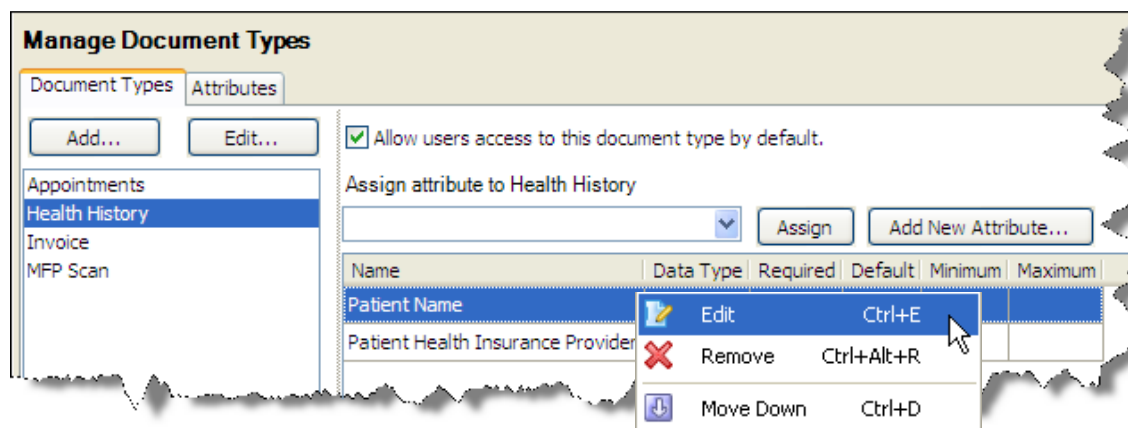 Manage Document Types
Document Types Attributes
Add... Edit...
Allow users access to this document type by default.
Appointments
Health History
Invoice
MFP Scan
Assign attribute to Health History
Assign Add New Attribute...
Name Data Type Required Default Minimum Maximum
Patient Name
Patient Health Insurance Provider
Edit Ctrl+E
Remove Ctrl+Alt+R
Move Down Ctrl+D